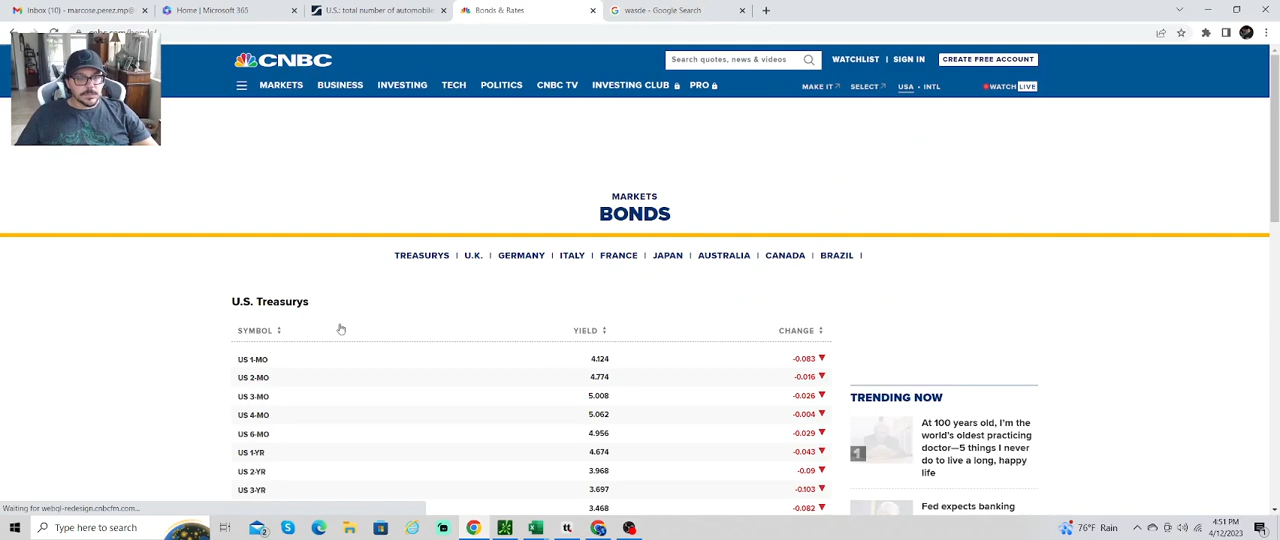 Inbox (10) - marcose.perez.mp@
Home | Microsoft 365
U.S.: total number of automobile
Bonds & Rates
wasde - Google Search
CNBC
Search quotes, news & videos
WATCHLIST | SIGN IN
CREATE FREE ACCOUNT
MARKETS BUSINESS INVESTING TECH POLITICS CNBC TV INVESTING CLUB PRO
MAKE IT SELECT USA • INTL WATCH LIVE
MARKETS
BONDS
TREASURYS | U.K. | GERMANY | ITALY | FRANCE | JAPAN | AUSTRALIA | CANADA | BRAZIL |
U.S. Treasurys
SYMBOL YIELD CHANGE
US 1-MO 4.124 -0.083
US 2-MO 4.774 -0.016
US 3-MO 5.008 -0.026
US 4-MO 5.062 -0.004
US 6-MO 4.956 -0.029
US 1-YR 4.674 -0.043
US 2-YR 3.968 -0.09
US 3-YR 3.697 -0.103
3.468 -0.082
TRENDING NOW
1
At 100 years old, I'm the
world's oldest practicing
doctor—5 things I never
do to live a long, happy
life
Fed expects banking
Waiting for webql-redesign.cnbcfm.com...
Type here to search
76°F Rain
4:51 PM
4/12/2023